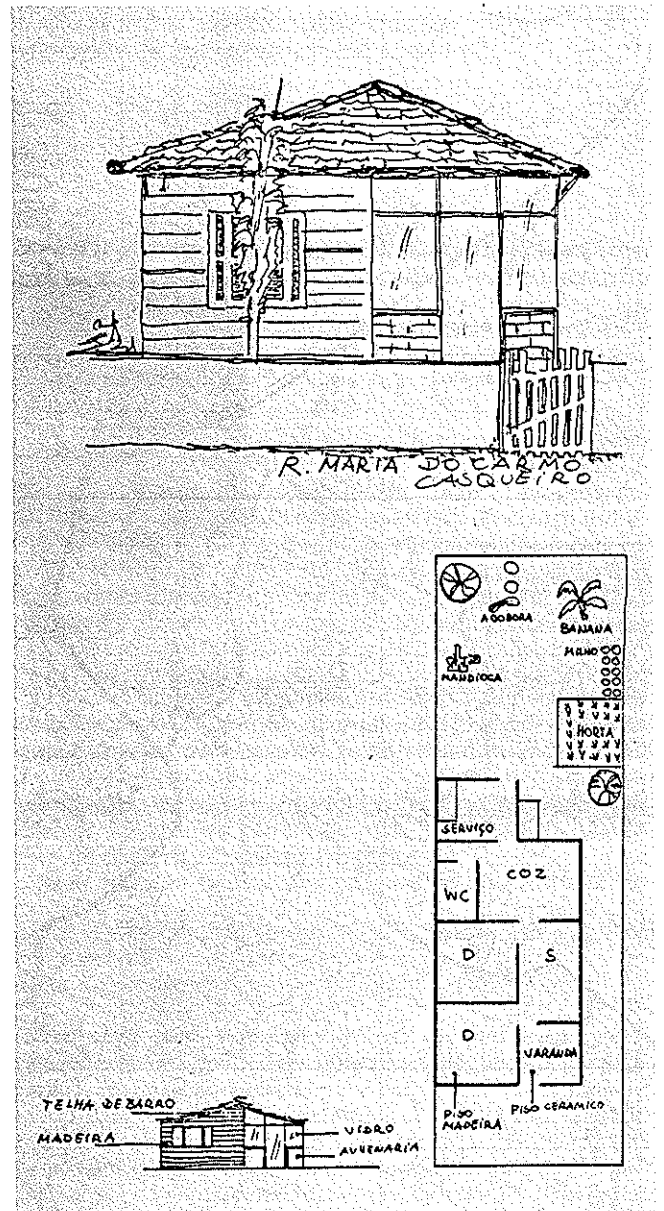 R. MARIA DO CARMO
CASQUEIRO
AGOBORA
BANANA
MILHO
MANDIOCA
HORTA
SERVIÇO
COZ
WC
D
S
D
VARANDA
PISO
MADEIRA
PISO CERAMICO
TELHA DE BARRO
MADEIRA
VIDRO
ALVENARIA